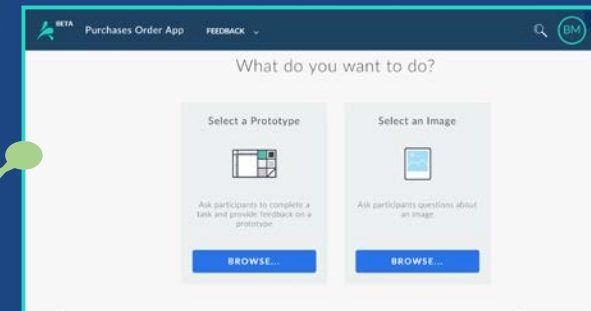 BETA
Purchases Order App
FEEDBACK
BM
What do you want to do?
Select a Prototype
Select an Image
Ask participants to complete a
task and provide feedback on a
prototype
Ask participants questions about
an image
BROWSE...
BROWSE...